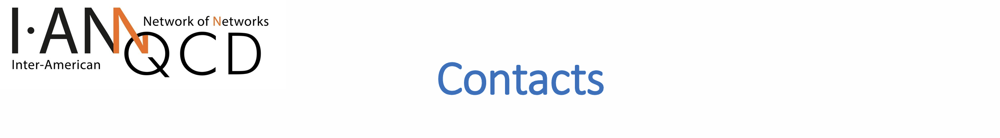 I·ANN
Network of Networks
QCD
Inter-American
Contacts